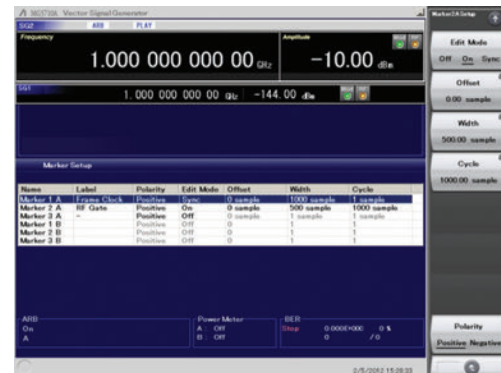 MG3710A Vector Signal Generator
SG2 ARB PLAY
Frequency
1.000 000 000 00 GHz
Amplitude
-10.00 dBm
SG1
1.000 000 000 00 GHz -144.00 dBm
Marker Setup
Name Label Polarity Edit Mode Offset Width Cycle
Marker 1 A Frame Clock Positive Sync 0 sample 1000 sample 1 sample
Marker 2 A RF Gate Positive On 0 sample 500 sample 1000 sample
Marker 3 A - Positive Off 0 sample 1 sample 1 sample
Marker 1 B Positive Off 0 1 1
Marker 2 B Positive Off 0 1 1
Marker 3 B Positive Off 0 1 1
ARB
On
A
Power Meter
A : Off
B : Off
BER
Stop 0.000E+000 0 %
0 / 0
Marker2A Setup
Edit Mode
Off On Sync
Offset
0.00 sample
Width
500.00 sample
Cycle
1000.00 sample
Polarity
Positive Negative